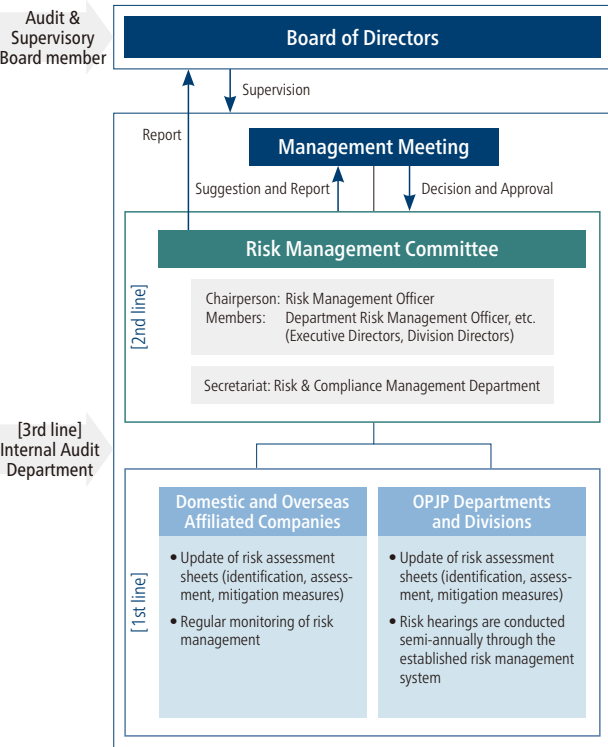 Audit &
Supervisory
Board member
Board of Directors
Supervision
Report
Management Meeting
Suggestion and Report
Decision and Approval
[2nd line]
Risk Management Committee
Chairperson: Risk Management Officer
Members: Department Risk Management Officer, etc.
(Executive Directors, Division Directors)
Secretariat: Risk & Compliance Management Department
[3rd line]
Internal Audit
Department
[1st line]
Domestic and Overseas
Affiliated Companies
• Update of risk assessment
sheets (identification, assess-
ment, mitigation measures)
• Regular monitoring of risk
management
OPJP Departments
and Divisions
• Update of risk assessment
sheets (identification, assess-
ment, mitigation measures)
• Risk hearings are conducted
semi-annually through the
established risk management
system